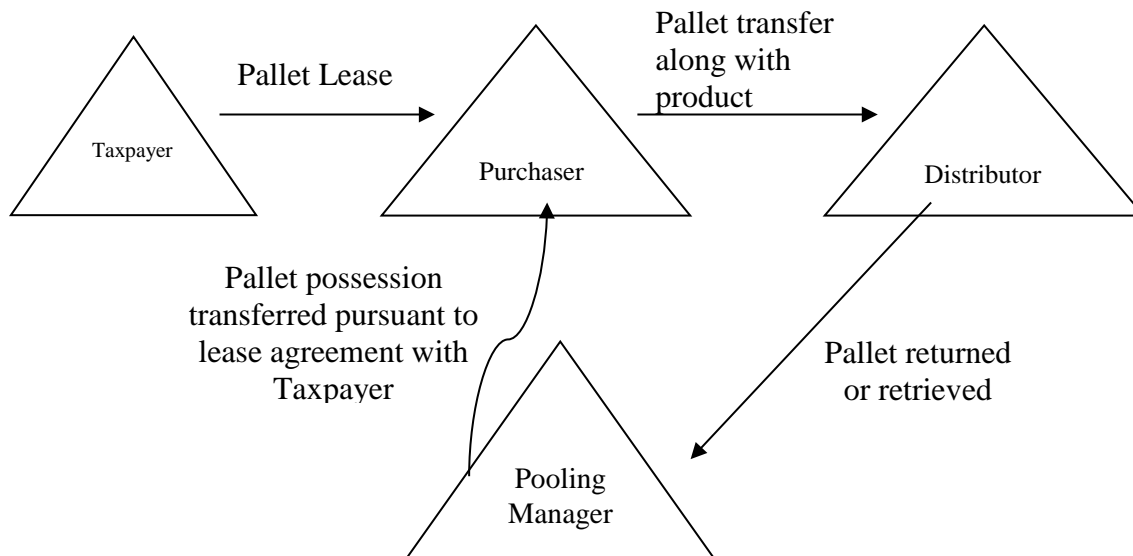 Taxpayer
Pallet Lease
Purchaser
Pallet transfer
along with
product
Distributor
Pallet possession
transferred pursuant to
lease agreement with
Taxpayer
Pallet returned
or retrieved
Pooling
Manager